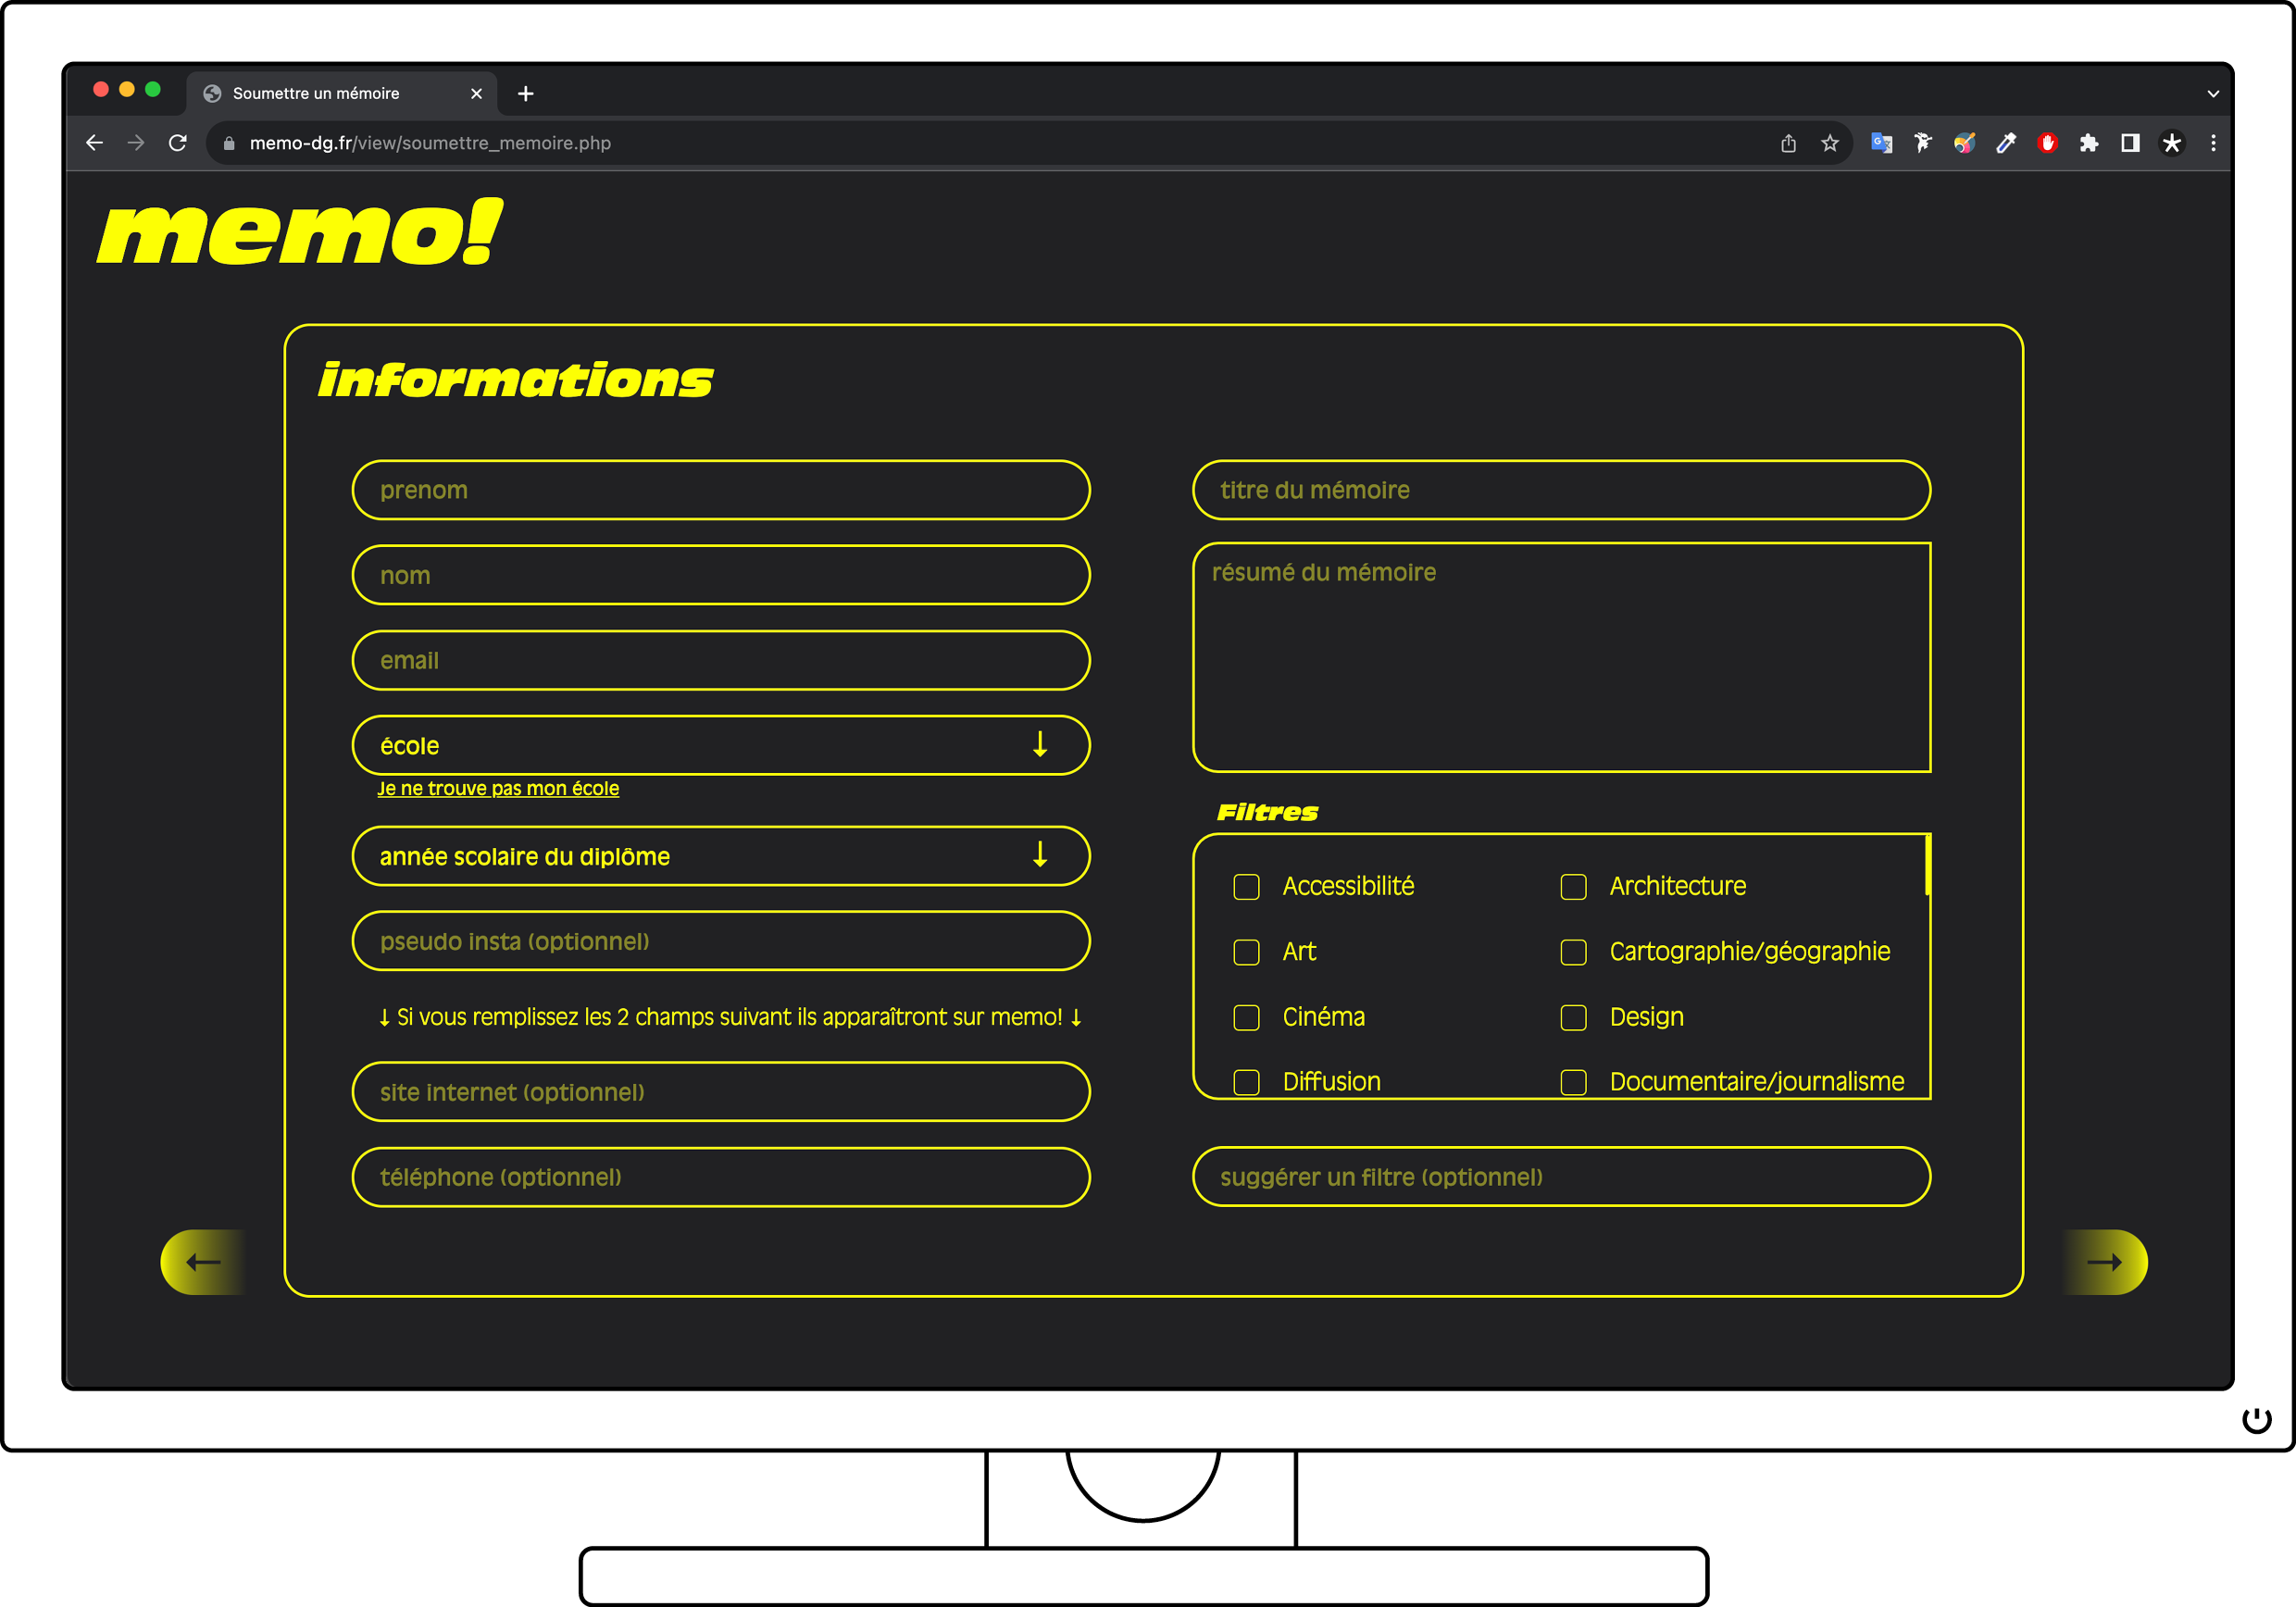 Soumettre un mémoire
memo-dg.fr/view/soumettre_memoire.php
memo!
informations
prenom
nom
email
école
Je ne trouve pas mon école
année scolaire du diplôme
pseudo insta (optionnel)
↓ Si vous remplissez les 2 champs suivant ils apparaîtront sur memo! ↓
site internet (optionnel)
téléphone (optionnel)
titre du mémoire
résumé du mémoire
Filtres
Accessibilité
Architecture
Art
Cartographie/géographie
Cinéma
Design
Diffusion
Documentaire/journalisme
suggérer un filtre (optionnel)